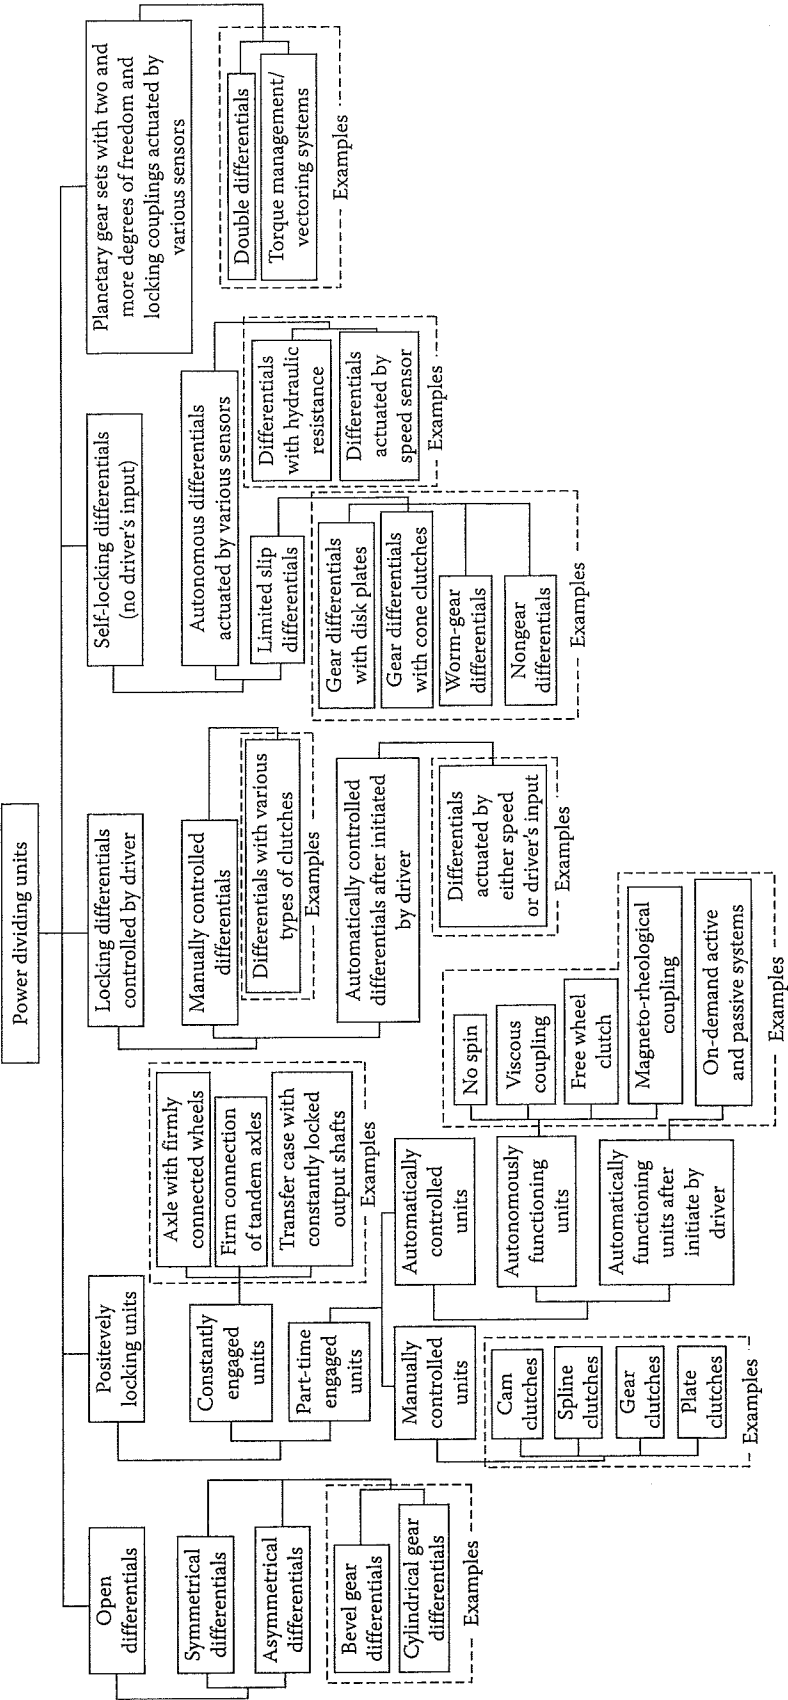 Power dividing units
Open
differentials
Symmetrical
differentials
Asymmetrical
differentials
Bevel gear
differentials
Cylindrical gear
differentials
Examples
Positevely
locking units
Constantly
engaged
units
Axle with firmly
connected wheels
Firm connection
of tandem axles
Transfer case with
constantly locked
output shafts
Examples
Part-time
engaged
units
Manually
controlled
units
Cam
clutches
Spline
clutches
Gear
clutches
Plate
clutches
Examples
Automatically
controlled
units
Autonomously
functioning
units
Automatically
functioning
units after
initiate by
driver
No spin
Viscous
coupling
Free wheel
clutch
Magneto-rheological
coupling
On-demand active
and passive systems
Examples
Locking differentials
controlled by driver
Manually controlled
differentials
Differentials with various
types of clutches
Examples
Automatically controlled
differentials after initiated
by driver
Differentials
actuated by
either speed
or driver's input
Examples
Self-locking differentials
(no driver's input)
Autonomous differentials
actuated by various sensors
Differentials
with hydraulic
resistance
Differentials
actuated by
speed sensor
Examples
Limited slip
differentials
Gear differentials
with disk plates
Gear differentials
with cone clutches
Worm-gear
differentials
Nongear
differentials
Examples
Planetary gear sets with two and
more degrees of freedom and
locking couplings actuated by
various sensors
Double differentials
Torque management/
vectoring systems
Examples